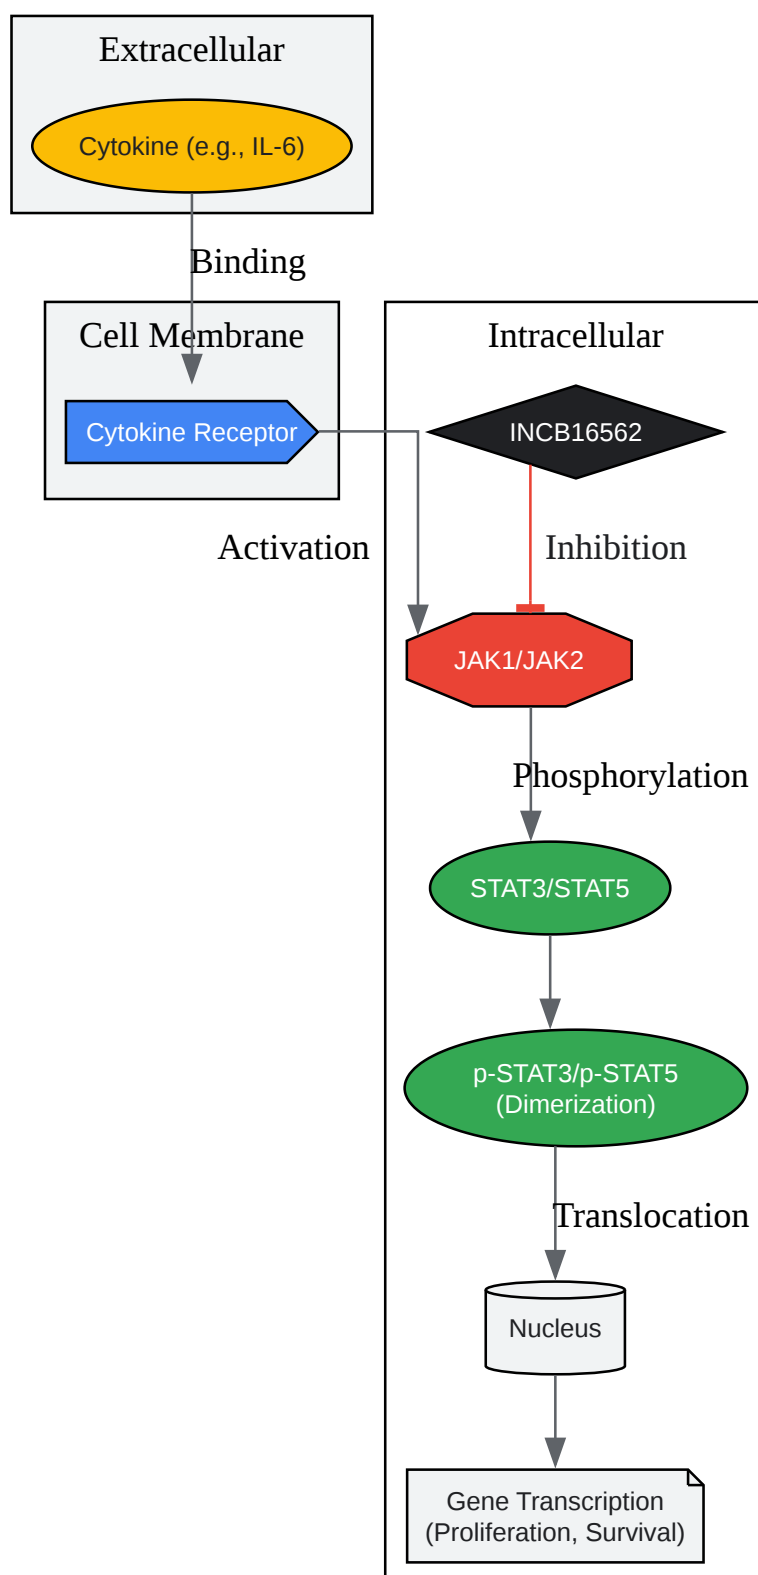 Extracellular
Cytokine (e.g., IL-6)
Binding
Cell Membrane
Cytokine Receptor
Intracellular
INCB16562
Activation
Inhibition
JAK1/JAK2
Phosphorylation
STAT3/STAT5
p-STAT3/p-STAT5
(Dimerization)
Translocation
Nucleus
Gene Transcription
(Proliferation, Survival)